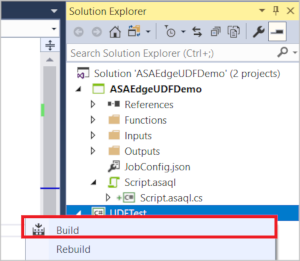 Solution Explorer
Search Solution Explorer (Ctrl+;)
Solution 'ASAEdgeUDFDemo' (2 projects)
ASAEdgeUDFDemo
References
Functions
Inputs
Outputs
JobConfig.json
Script.asaql
Script.asaql.cs
UDFTest
Build
Rebuild